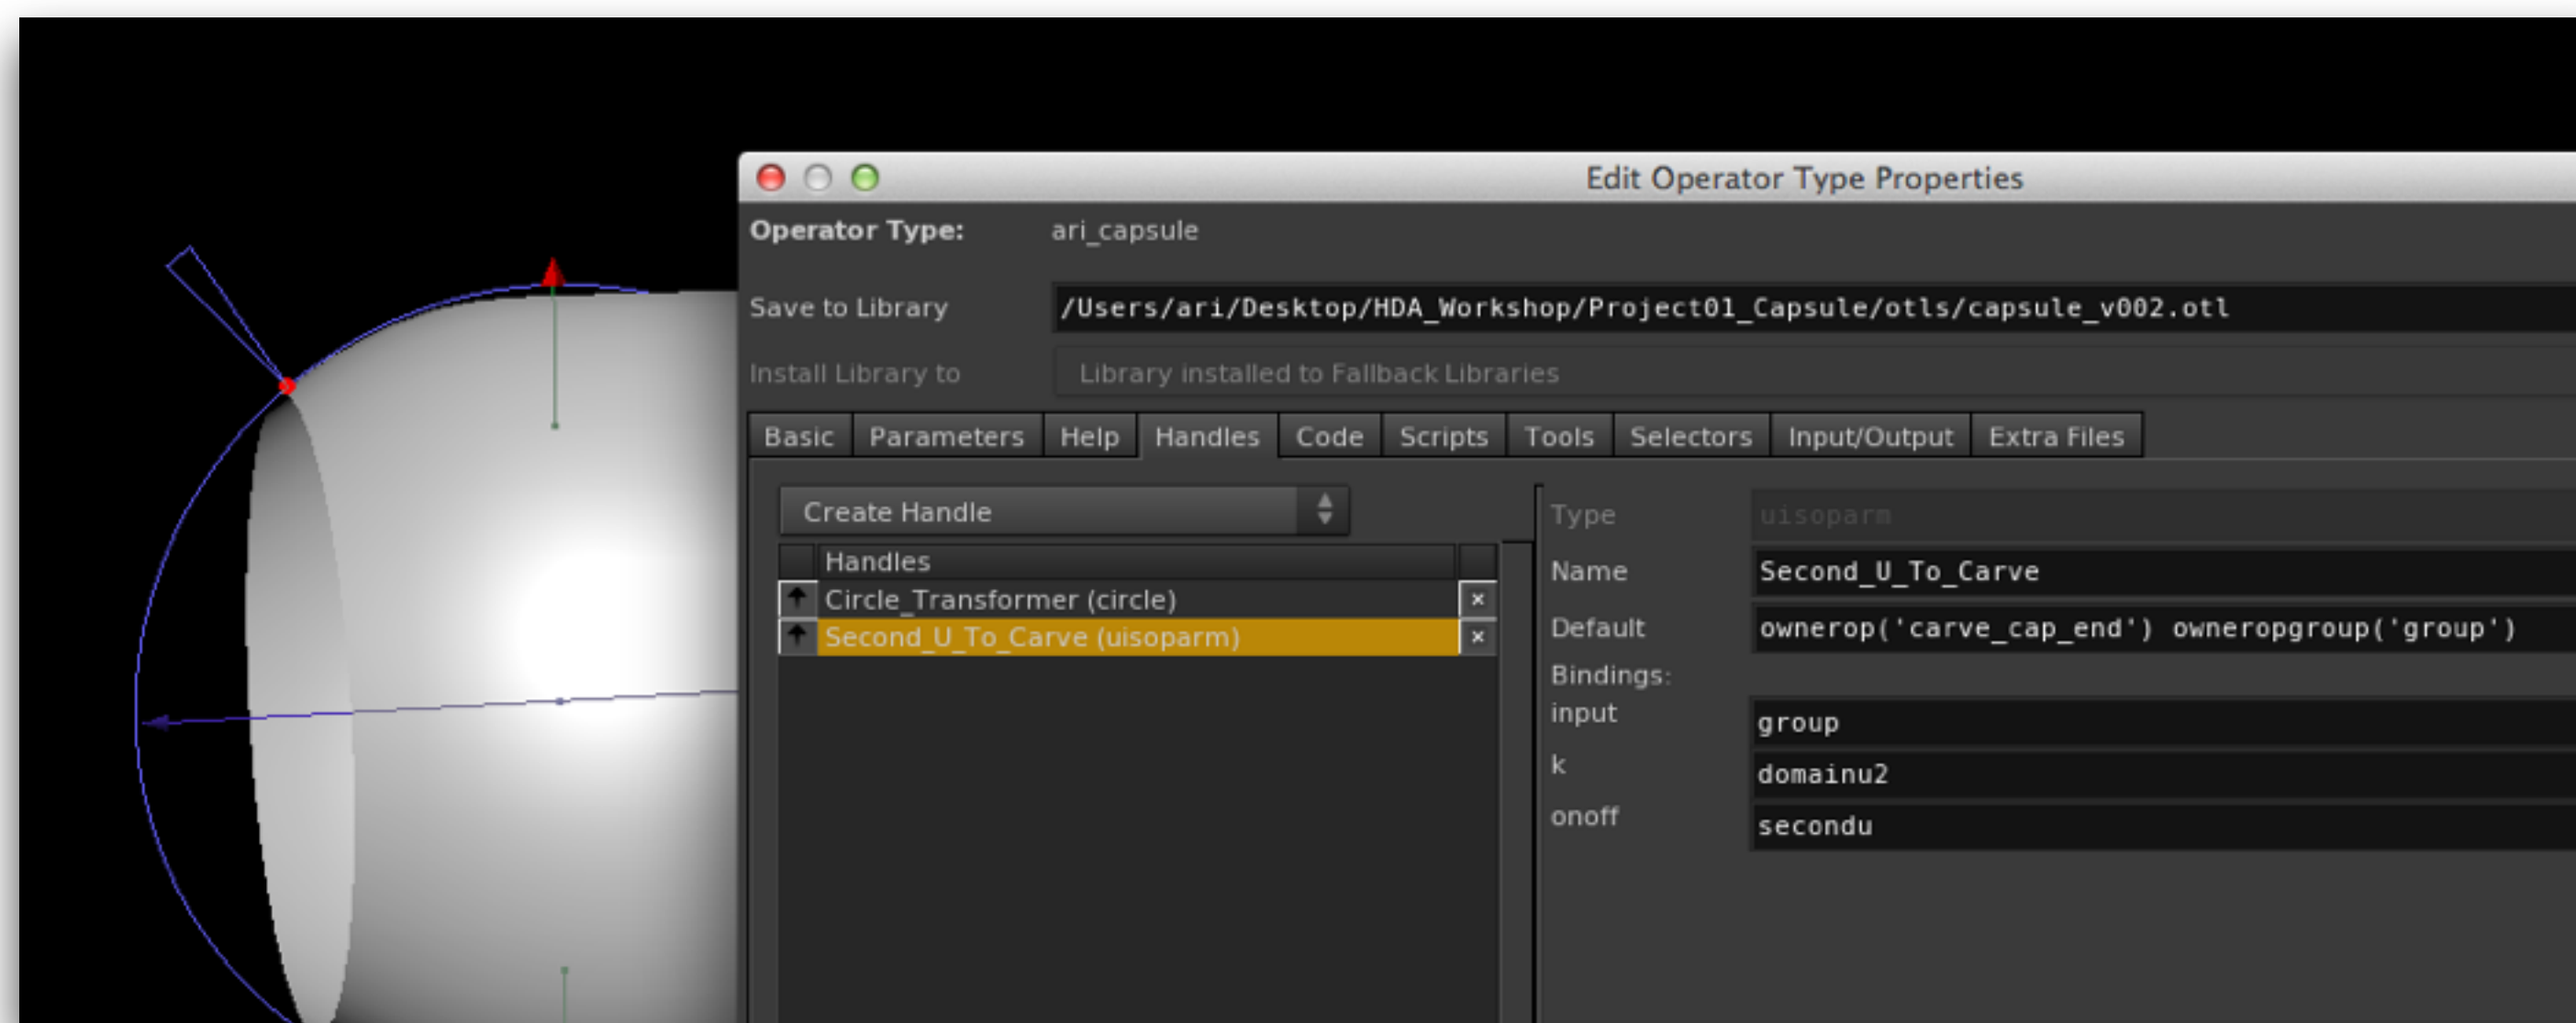 Edit Operator Type Properties
Operator Type: ari_capsule
Save to Library /Users/ari/Desktop/HDA_Workshop/Project01_Capsule/otls/capsule_v002.otl
Install Library to Library installed to Fallback Libraries
Basic Parameters Help Handles Code Scripts Tools Selectors Input/Output Extra Files
Create Handle
Handles
Circle_Transformer (circle)
Second_U_To_Carve (uisoparm)
Type uisoparm
Name Second_U_To_Carve
Default ownerop('carve_cap_end') owneropgroup('group')
Bindings:
input group
k domainu2
onoff secondu